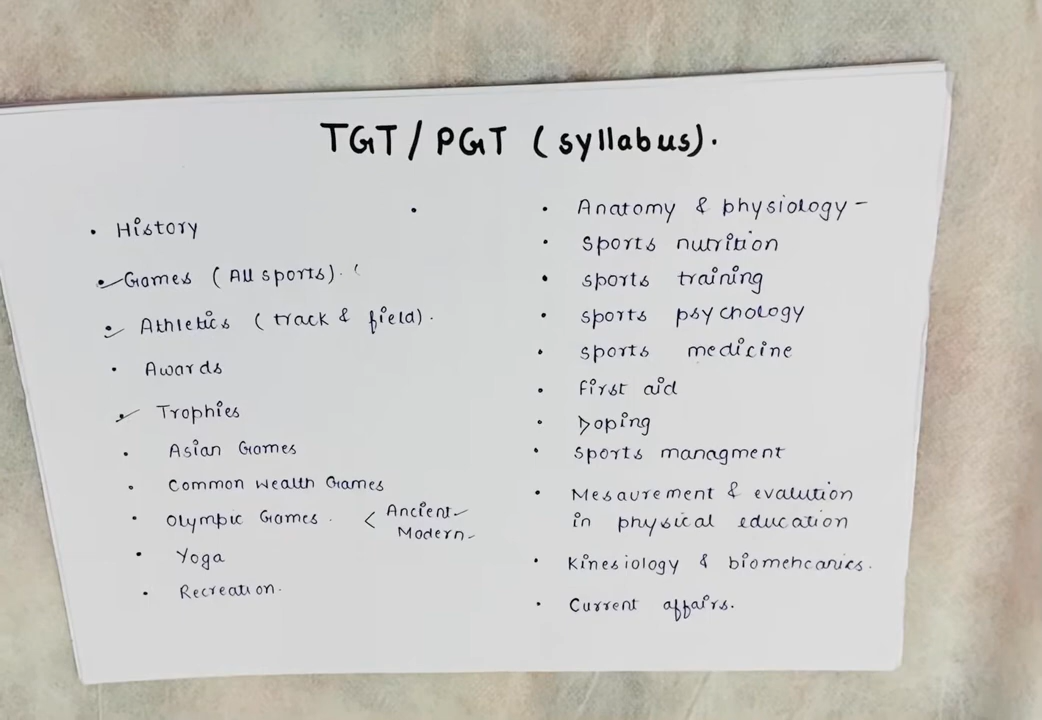 TGT / PGT (syllabus).
• History
• Games (All sports). (
• Athletics (track & field).
• Awards
• Trophies
• Asian Games
• Common wealth Games
• Olympic Games. < Ancient-
Modern-
• Yoga
• Recreation.
• Anatomy & physiology -
• Sports nutrition
• sports training
• sports psychology
• sports medicine
• first aid
• Doping
• Sports managment
• Mesaurement & evalution
in physical education
• Kinesiology & biomehcanics.
• Current affairs.